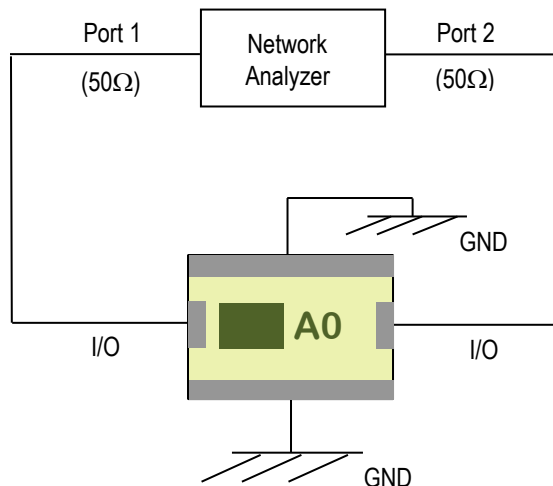 Port 1
Network
Analyzer
Port 2
(50Ω)
(50Ω)
GND
A0
I/O
I/O
GND